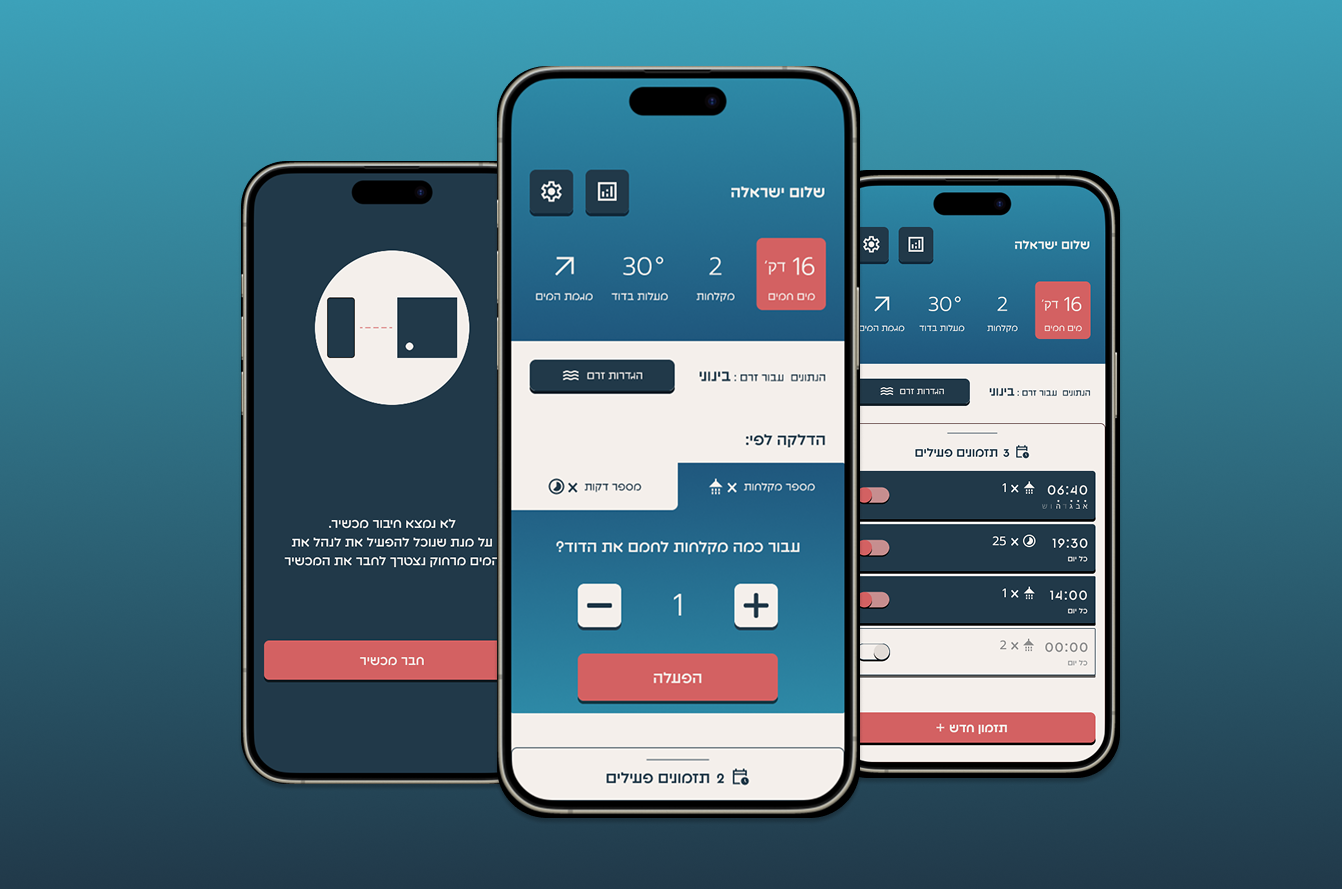 לא נמצא חיבור מכשיר.
על מנת שנוכל להפעיל את לנהל את
המים מרחוק נצטרך לחבר את המכשיר
חבר מכשיר
שלום ישראלה
16 דק' 2 30° 
מים חמים מקלחות מעלות בדוד מגמת המים
הנתונים עבור זרם : בינוני הגדרות זרם
הדלקה לפי:
מספר מקלחות × מספר דקות ×
עבור כמה מקלחות לחמם את הדוד?
+ 1 −
הפעלה
2 תזמונים פעילים
שלום ישראלה
16 דק' 2 30°
מים חמים מקלחות מעלות בדוד מגמת המים
הנתונים עבור זרם : בינוני הגדרות זרם
3 תזמונים פעילים
06:40 1 ×
א ב ג ד ה ו ש
19:30 25 ×
כל יום
14:00 1 ×
כל יום
00:00 2 ×
כל יום
תזמון חדש +